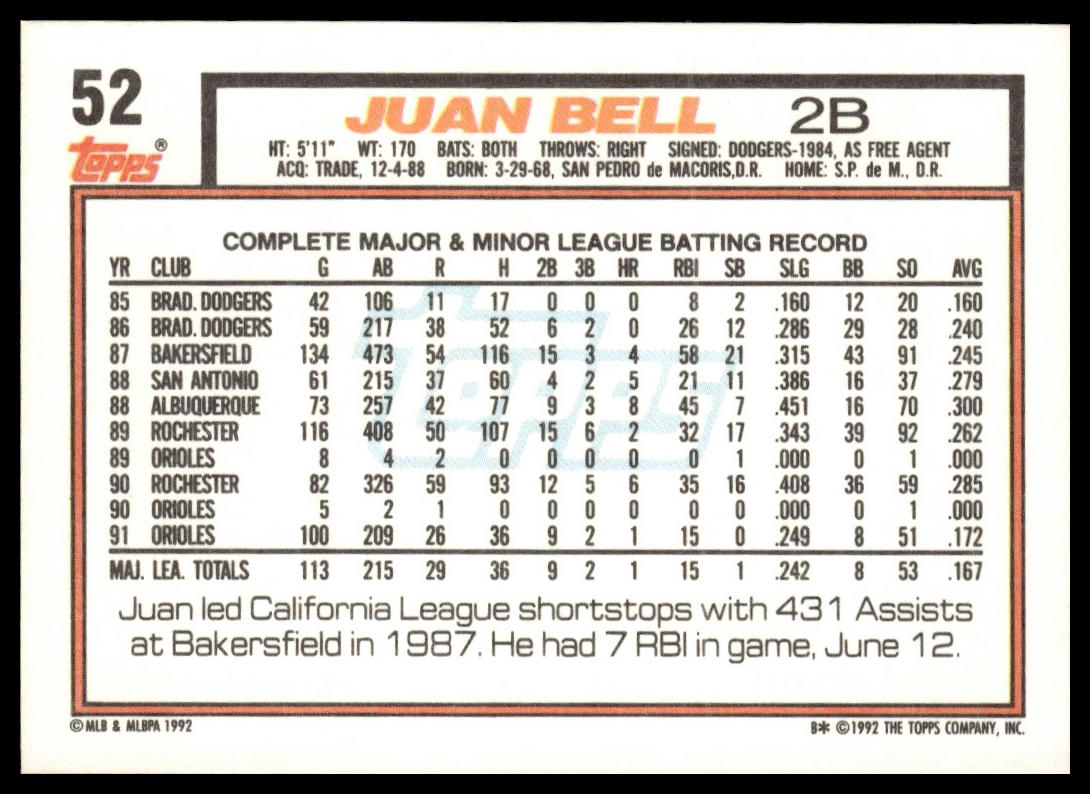 52
JUAN BELL 2B
Topps®
HT: 5'11" WT: 170 BATS: BOTH THROWS: RIGHT SIGNED: DODGERS-1984, AS FREE AGENT
ACQ: TRADE, 12-4-88 BORN: 3-29-68, SAN PEDRO de MACORIS,D.R. HOME: S.P. de M., D.R.
COMPLETE MAJOR & MINOR LEAGUE BATTING RECORD
YR CLUB G AB R H 2B 3B HR RBI SB SLG BB SO AVG
85 BRAD. DODGERS 42 106 11 17 0 0 0 8 2 .160 12 20 .160
86 BRAD. DODGERS 59 217 38 52 6 2 0 26 12 .286 29 28 .240
87 BAKERSFIELD 134 473 54 116 15 3 4 58 21 .315 43 91 .245
88 SAN ANTONIO 61 215 37 60 4 2 5 21 11 .386 16 37 .279
88 ALBUQUERQUE 73 257 42 77 9 3 8 45 7 .451 16 70 .300
89 ROCHESTER 116 408 50 107 15 6 2 32 17 .343 39 92 .262
89 ORIOLES 8 4 2 0 0 0 0 0 1 .000 0 1 .000
90 ROCHESTER 82 326 59 93 12 5 6 35 16 .408 36 59 .285
90 ORIOLES 5 2 1 0 0 0 0 0 0 .000 0 1 .000
91 ORIOLES 100 209 26 36 9 2 1 15 0 .249 8 51 .172
MAJ. LEA. TOTALS 113 215 29 36 9 2 1 15 1 .242 8 53 .167
Topps
Juan led California League shortstops with 431 Assists
at Bakersfield in 1987. He had 7 RBI in game, June 12.
© MLB & MLBPA 1992
B* ©1992 THE TOPPS COMPANY, INC.